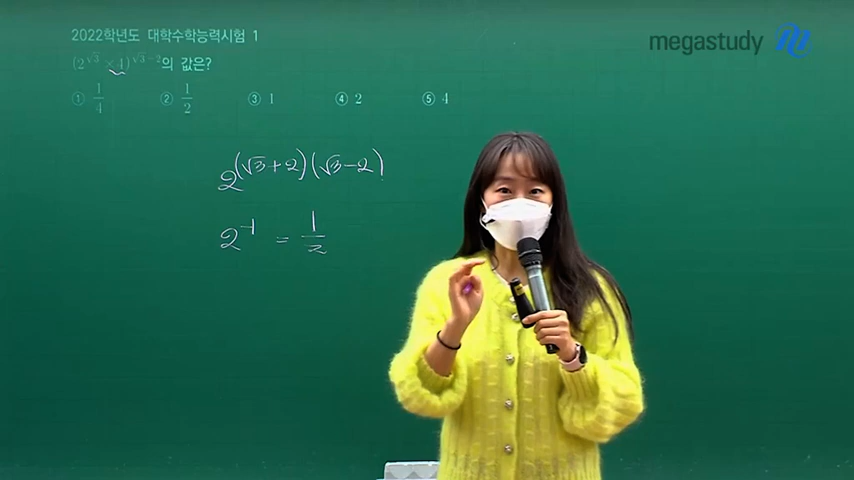 2022학년도 대학수학능력시험 1
megastudy
(2^√3 × 4)^√3−2의 값은?
① 1/4 ② 1/2 ③ 1 ④ 2 ⑤ 4
2^(√3+2)(√3−2)
2^−1 = 1/2